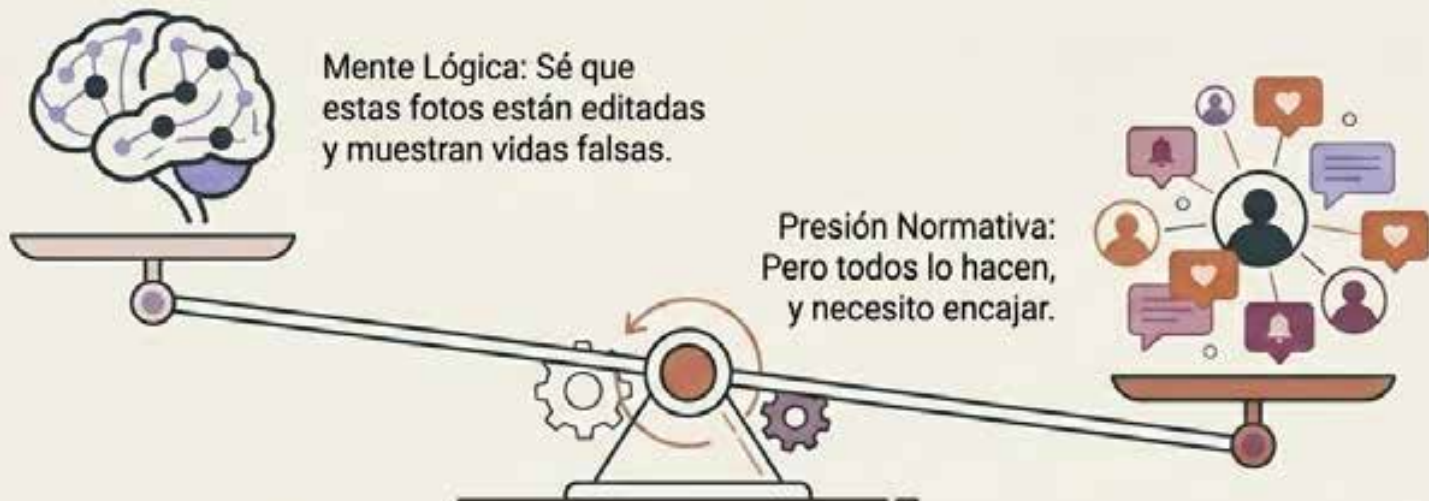 Mente Lógica: Sé que
estas fotos están editadas
y muestran vidas falsas.
Presión Normativa:
Pero todos lo hacen,
y necesito encajar.